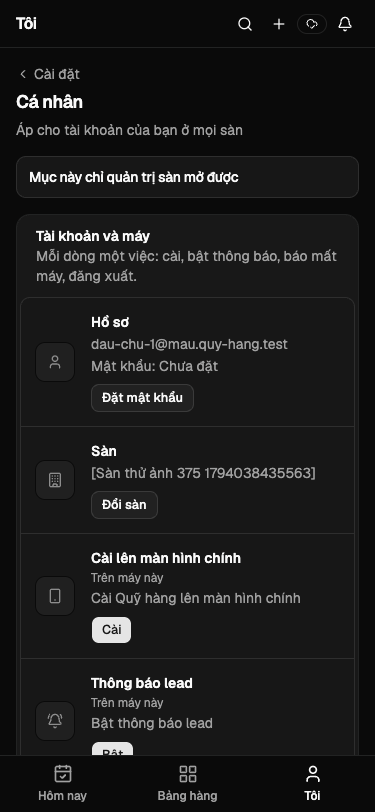 Tôi
Cài đặt
Cá nhân
Áp cho tài khoản của bạn ở mọi sàn
Mục này chỉ quản trị sàn mở được
Tài khoản và máy
Mỗi dòng một việc: cài, bật thông báo, báo mất
máy, đăng xuất.
Hồ sơ
dau-chu-1@mau.quy-hang.test
Mật khẩu: Chưa đặt
Đặt mật khẩu
Sàn
[Sàn thử ảnh 375 1794038435563]
Đổi sàn
Cài lên màn hình chính
Trên máy này
Cài Quỹ hàng lên màn hình chính
Cài
Thông báo lead
Trên máy này
Bật thông báo lead
Bật
Hôm nay
Bảng hàng
Tôi